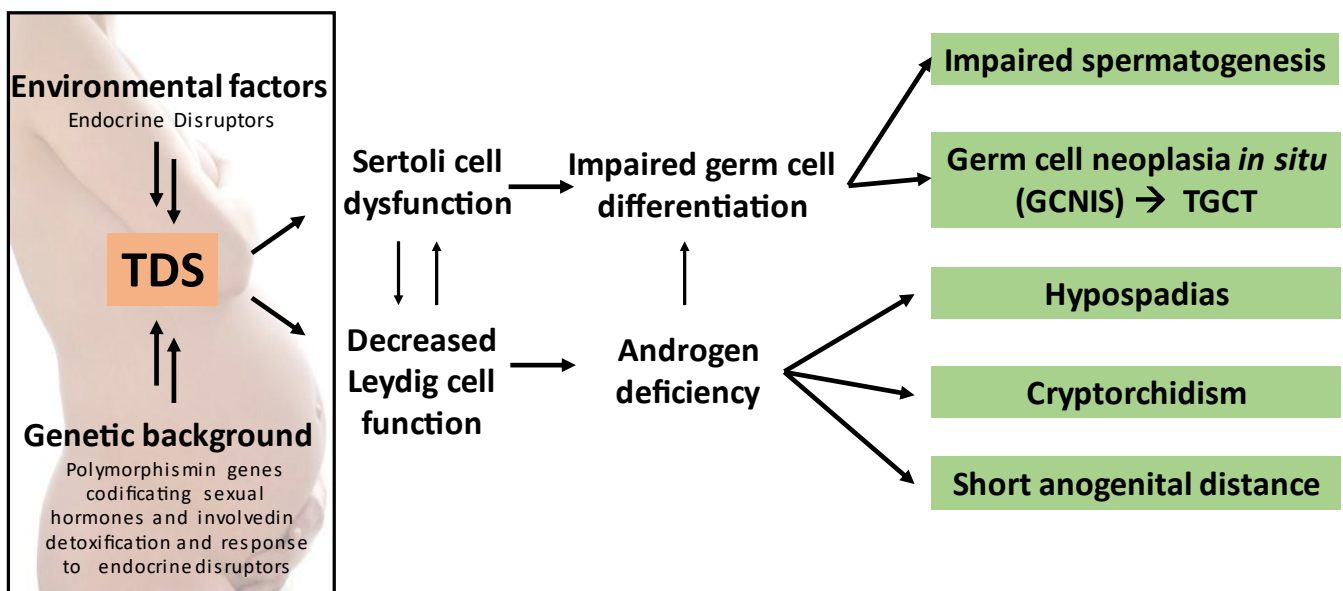 Environmental factors
Endocrine Disruptors
TDS
Genetic background
Polymorphismin genes
codificating sexual
hormones and involvedin
detoxification and response
to endocrinedisruptors
Sertoli cell
dysfunction
Decreased
Leydig cell
function
Impaired germ cell
differentiation
Androgen
deficiency
Impaired spermatogenesis
Germ cell neoplasia in situ
(GCNIS) → TGCT
Hypospadias
Cryptorchidism
Short anogenital distance